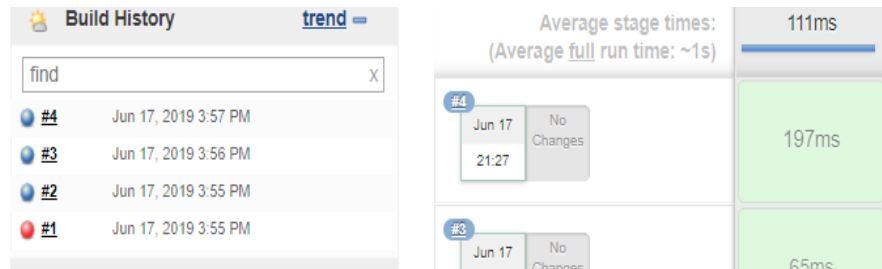 Build History trend
find X
#4 Jun 17, 2019 3:57 PM
#3 Jun 17, 2019 3:56 PM
#2 Jun 17, 2019 3:55 PM
#1 Jun 17, 2019 3:55 PM
Average stage times:
(Average full run time: ~1s)
111ms
#4
Jun 17
21:27
No
Changes
197ms
#3
Jun 17
No
Changes
65ms